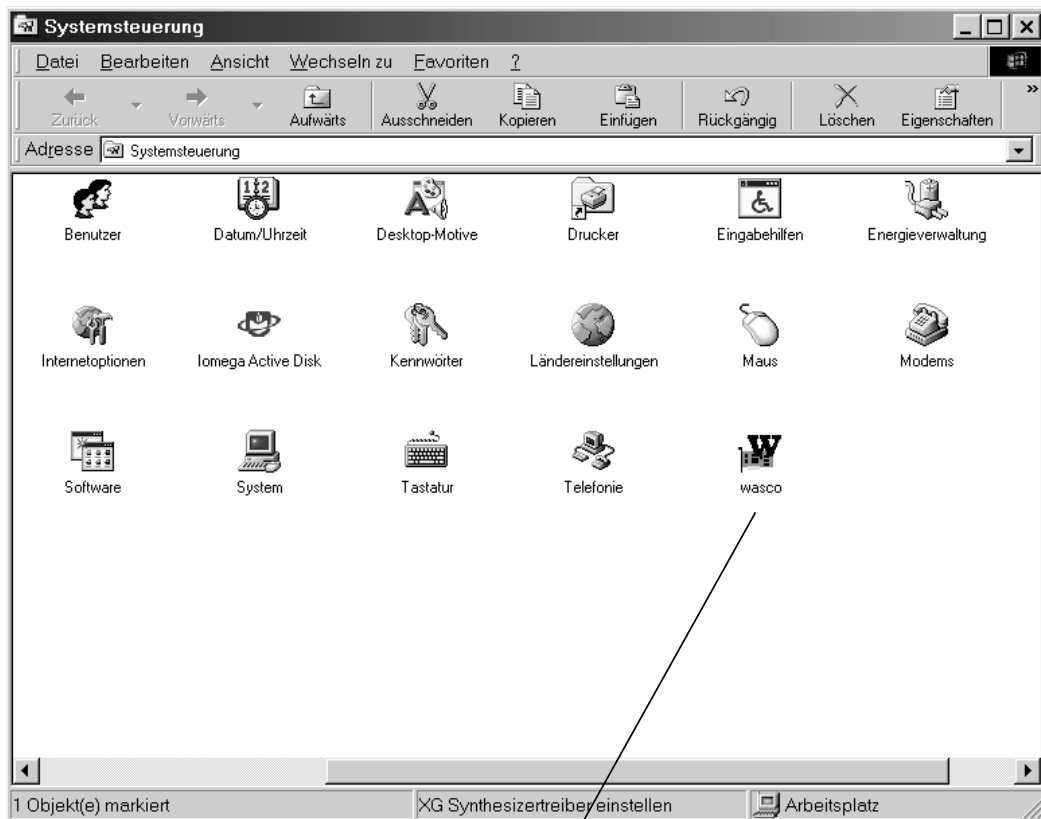 Systemsteuerung
Datei Bearbeiten Ansicht Wechseln zu Favoriten ?
Zurück Vorwärts Aufwärts Ausschneiden Kopieren Einfügen Rückgängig Löschen Eigenschaften »
Adresse Systemsteuerung
Benutzer Datum/Uhrzeit Desktop-Motive Drucker Eingabehilfen Energieverwaltung
Internetoptionen Iomega Active Disk Kennwörter Ländereinstellungen Maus Modems
Software System Tastatur Telefonie wasco
1 Objekt(e) markiert XG Synthesizertreiber einstellen Arbeitsplatz